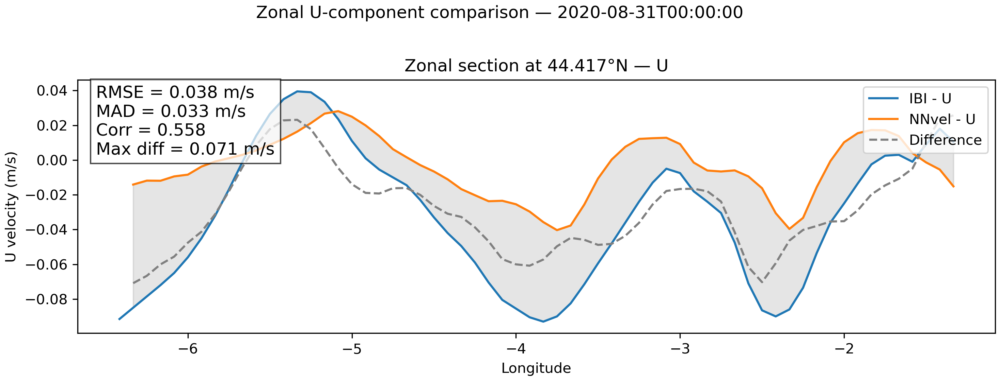 Zonal U-component comparison — 2020-08-31T00:00:00
Zonal section at 44.417°N — U
RMSE = 0.038 m/s
MAD = 0.033 m/s
Corr = 0.558
Max diff = 0.071 m/s
IBI - U
NNvel - U
Difference
U velocity (m/s)
0.04
0.02
0.00
−0.02
−0.04
−0.06
−0.08
−6
−5
−4
−3
−2
Longitude